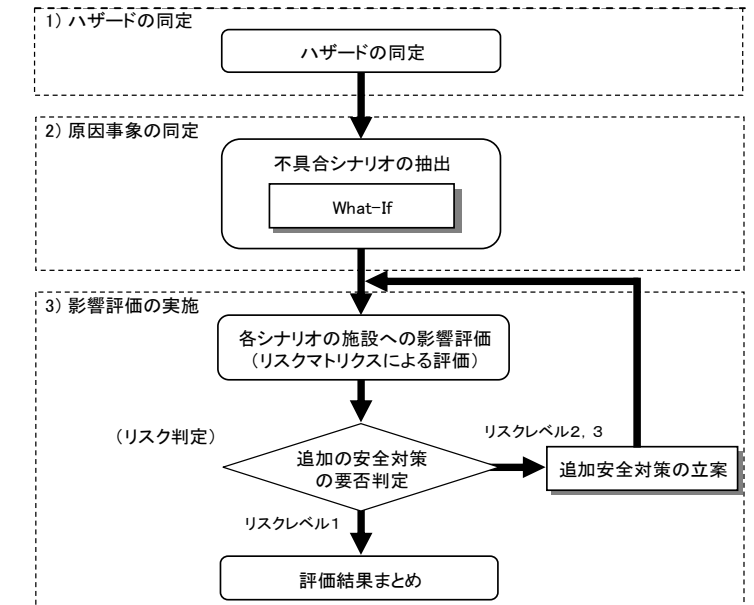 1) ハザードの同定
ハザードの同定
2) 原因事象の同定
不具合シナリオの抽出
What-If
3) 影響評価の実施
各シナリオの施設への影響評価
(リスクマトリクスによる評価)
(リスク判定)
リスクレベル2, 3
追加の安全対策
の要否判定
追加安全対策の立案
リスクレベル1
評価結果まとめ